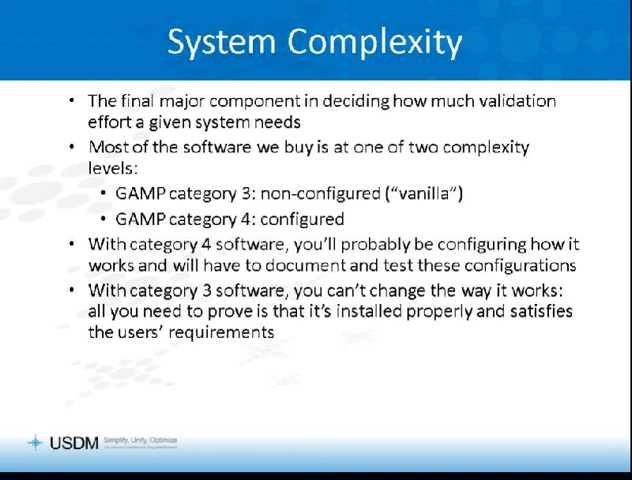 System Complexity
• The final major component in deciding how much validation
effort a given system needs
• Most of the software we buy is at one of two complexity
levels:
• GAMP category 3: non-configured (“vanilla”)
• GAMP category 4: configured
• With category 4 software, you’ll probably be configuring how it
works and will have to document and test these configurations
• With category 3 software, you can’t change the way it works:
all you need to prove is that it’s installed properly and satisfies
the users’ requirements
USDM
Simplify, Unify, Optimize